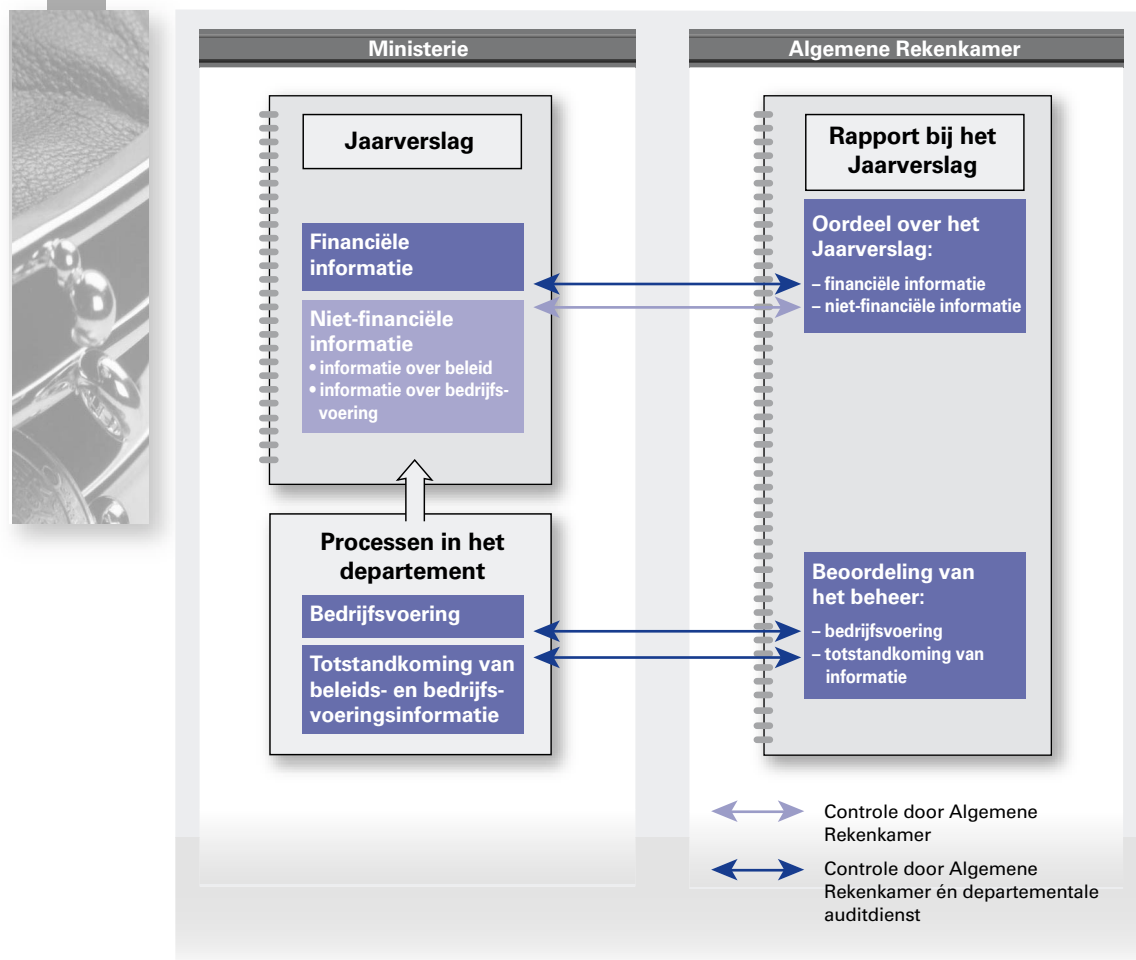 Ministerie
Jaarverslag
Financiële
informatie
Niet-financiële
informatie
• informatie over beleid
• informatie over bedrijfs-
voering
Processen in het
departement
Bedrijfsvoering
Totstandkoming van
beleids- en bedrijfs-
voeringsinformatie
Algemene Rekenkamer
Rapport bij het
Jaarverslag
Oordeel over het
Jaarverslag:
– financiële informatie
– niet-financiële informatie
Beoordeling van
het beheer:
– bedrijfsvoering
– totstandkoming van
informatie
Controle door Algemene
Rekenkamer
Controle door Algemene
Rekenkamer én departementale
auditdienst